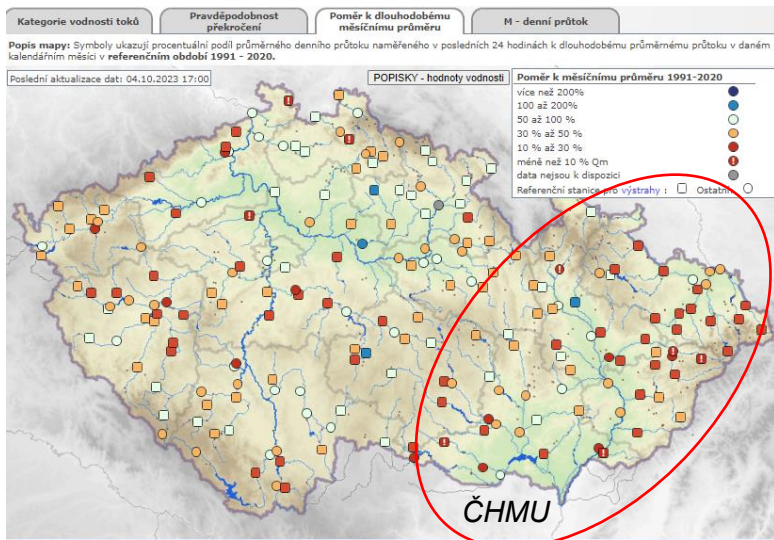 Kategorie vodnosti toků
Pravděpodobnost
překročení
Poměr k dlouhodobému
měsíčnímu průměru
M - denní průtok
Popis mapy: Symboly ukazují procentuální podíl průměrného denního průtoku naměřeného v posledních 24 hodinách k dlouhodobému průměrnému průtoku v daném
kalendářním měsíci v referenčním období 1991 - 2020.
Poslední aktualizace dat: 04.10.2023 17:00
POPISKY - hodnoty vodnosti
Poměr k měsíčnímu průměru 1991-2020
více než 200%
100 až 200%
50 až 100 %
30 % až 50 %
10 % až 30 %
méně než 10 % Qm
data nejsou k dispozici
Referenční stanice pro výstrahy : Ostatní
ČHMU